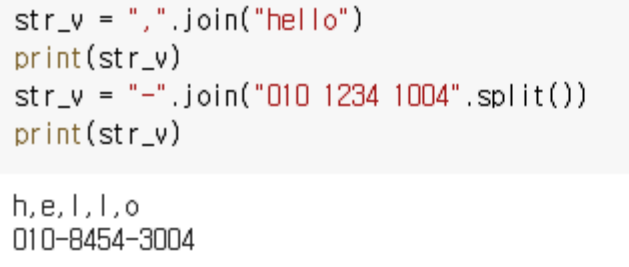 str_v = ",".join("hello")
print(str_v)
str_v = "-".join("010 1234 1004".split())
print(str_v)
h,e,l,l,o
010-8454-3004